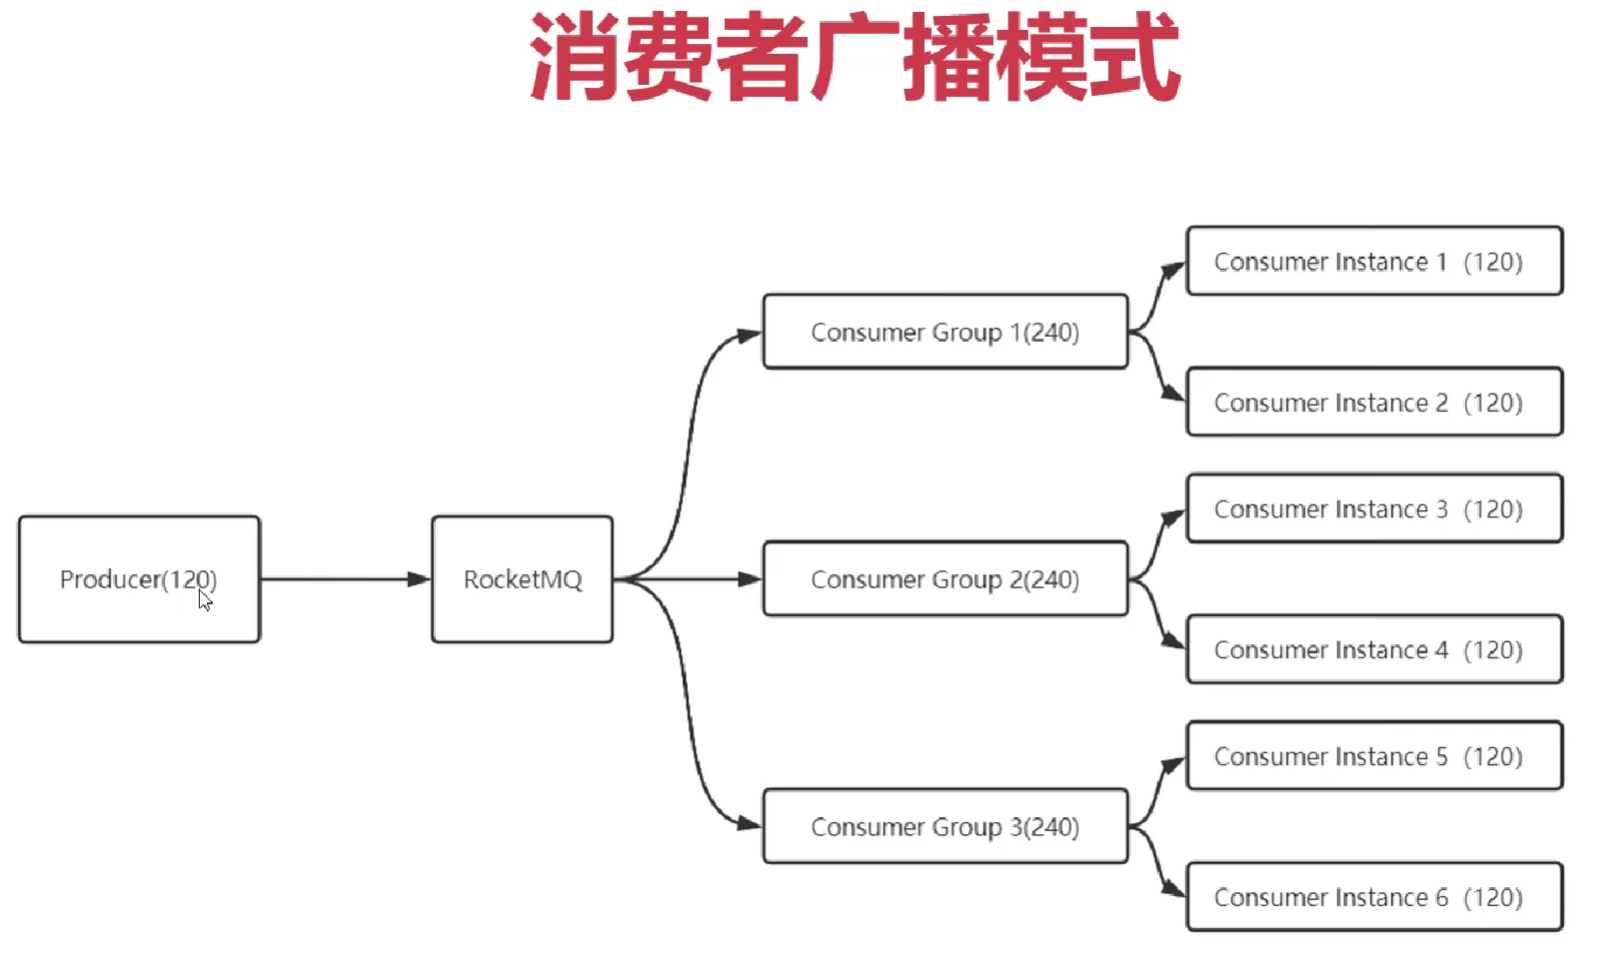 消费者广播模式
Producer(120)
RocketMQ
Consumer Group 1(240)
Consumer Instance 1 (120)
Consumer Instance 2 (120)
Consumer Group 2(240)
Consumer Instance 3 (120)
Consumer Instance 4 (120)
Consumer Group 3(240)
Consumer Instance 5 (120)
Consumer Instance 6 (120)